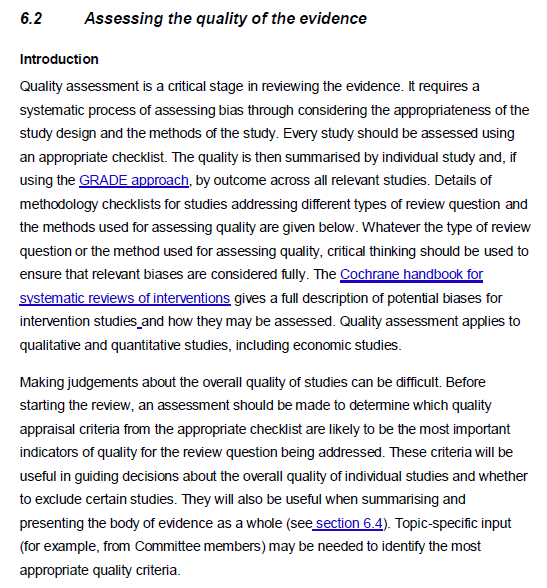 6.2 Assessing the quality of the evidence
Introduction
Quality assessment is a critical stage in reviewing the evidence. It requires a
systematic process of assessing bias through considering the appropriateness of the
study design and the methods of the study. Every study should be assessed using
an appropriate checklist. The quality is then summarised by individual study and, if
using the GRADE approach, by outcome across all relevant studies. Details of
methodology checklists for studies addressing different types of review question and
the methods used for assessing quality are given below. Whatever the type of review
question or the method used for assessing quality, critical thinking should be used to
ensure that relevant biases are considered fully. The Cochrane handbook for
systematic reviews of interventions gives a full description of potential biases for
intervention studies and how they may be assessed. Quality assessment applies to
qualitative and quantitative studies, including economic studies.
Making judgements about the overall quality of studies can be difficult. Before
starting the review, an assessment should be made to determine which quality
appraisal criteria from the appropriate checklist are likely to be the most important
indicators of quality for the review question being addressed. These criteria will be
useful in guiding decisions about the overall quality of individual studies and whether
to exclude certain studies. They will also be useful when summarising and
presenting the body of evidence as a whole (see section 6.4). Topic-specific input
(for example, from Committee members) may be needed to identify the most
appropriate quality criteria.